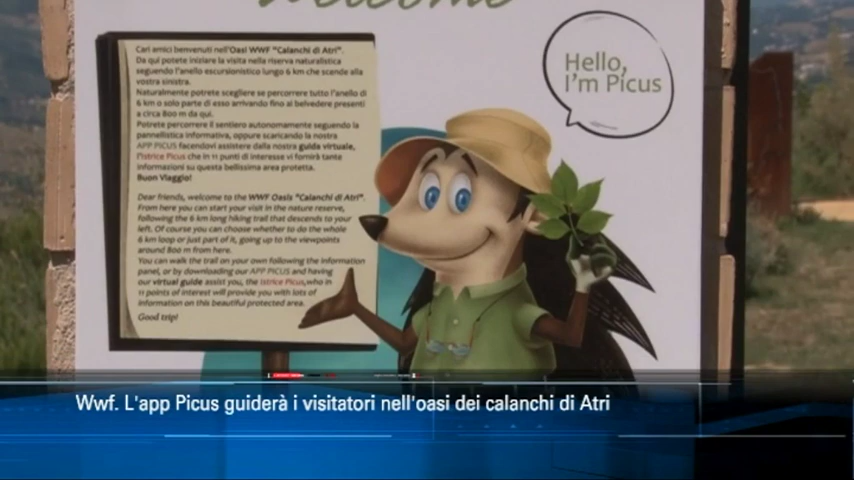 Welcome
Cari amici benvenuti nell'Oasi WWF "Calanchi di Atri".
Da qui potete iniziare la visita nella riserva naturalistica
seguendo l'anello escursionistico lungo 6 km che scende alla
vostra sinistra.
Naturalmente potrete scegliere se percorrere tutto l'anello di
6 km o solo parte di esso arrivando fino ai belvedere presenti
a circa 800 m da qui.
Potrete percorrere il sentiero autonomamente seguendo la
pannellistica informativa, oppure scaricando la nostra
APP PICUS facendovi assistere dalla nostra guida virtuale,
l'Istrice Picus che in 11 punti di interesse vi fornirà tante
informazioni su questa bellissima area protetta.
Buon Viaggio!
Dear friends, welcome to the WWF Oasis "Calanchi di Atri".
From here you can start your visit in the nature reserve,
following the 6 km long hiking trail that descends to your
left. Of course you can choose whether to do the whole
6 km loop or just part of it, going up to the viewpoints
around 800 m from here.
You can walk the trail on your own following the information
panel, or by downloading our APP PICUS and having
our virtual guide assist you, the Istrice Picus, who in
11 points of interest will provide you with lots of
information on this beautiful protected area.
Good trip!
Hello,
I'm Picus
Wwf. L'app Picus guiderà i visitatori nell'oasi dei calanchi di Atri